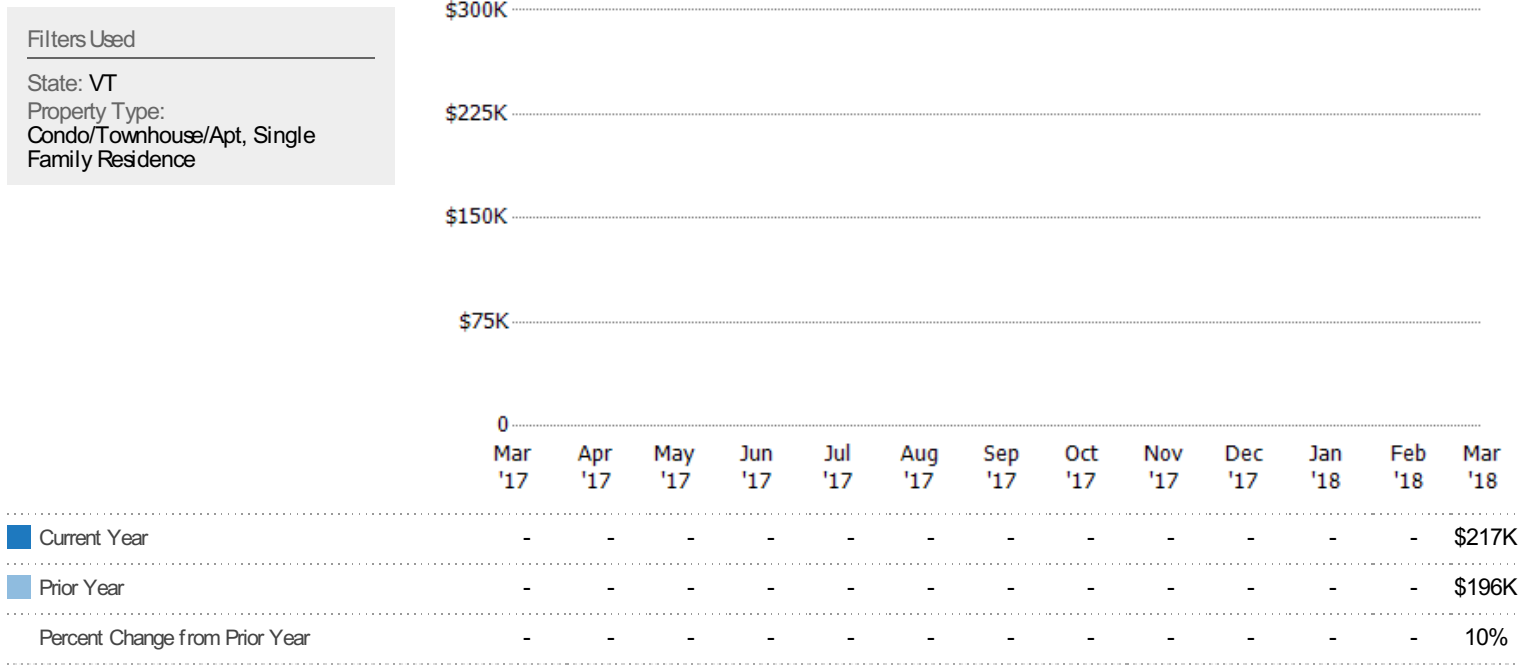 Filters Used
State: VT
Property Type:
Condo/Townhouse/Apt, Single
Family Residence
$300K
$225K
$150K
$75K
0
Mar Apr May Jun Jul Aug Sep Oct Nov Dec Jan Feb Mar
'17 '17 '17 '17 '17 '17 '17 '17 '17 '17 '18 '18 '18
Current Year - - - - - - - - - - - - $217K
Prior Year - - - - - - - - - - - - $196K
Percent Change from Prior Year - - - - - - - - - - - - 10%